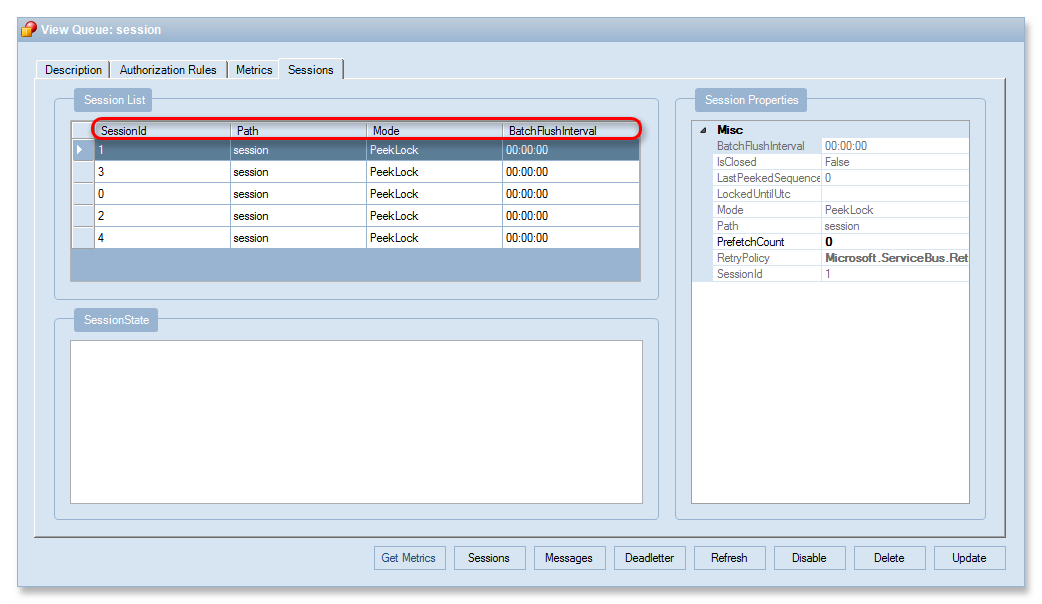 View Queue: session
Description Authorization Rules Metrics Sessions
Session List
SessionId Path Mode BatchFlushInterval
1 session PeekLock 00:00:00
3 session PeekLock 00:00:00
0 session PeekLock 00:00:00
2 session PeekLock 00:00:00
4 session PeekLock 00:00:00
SessionState
Session Properties
Misc
BatchFlushInterval 00:00:00
IsClosed False
LastPeekedSequence 0
LockedUntilUtc
Mode PeekLock
Path session
PrefetchCount 0
RetryPolicy Microsoft.ServiceBus.Ret
SessionId 1
Get Metrics Sessions Messages Deadletter Refresh Disable Delete Update